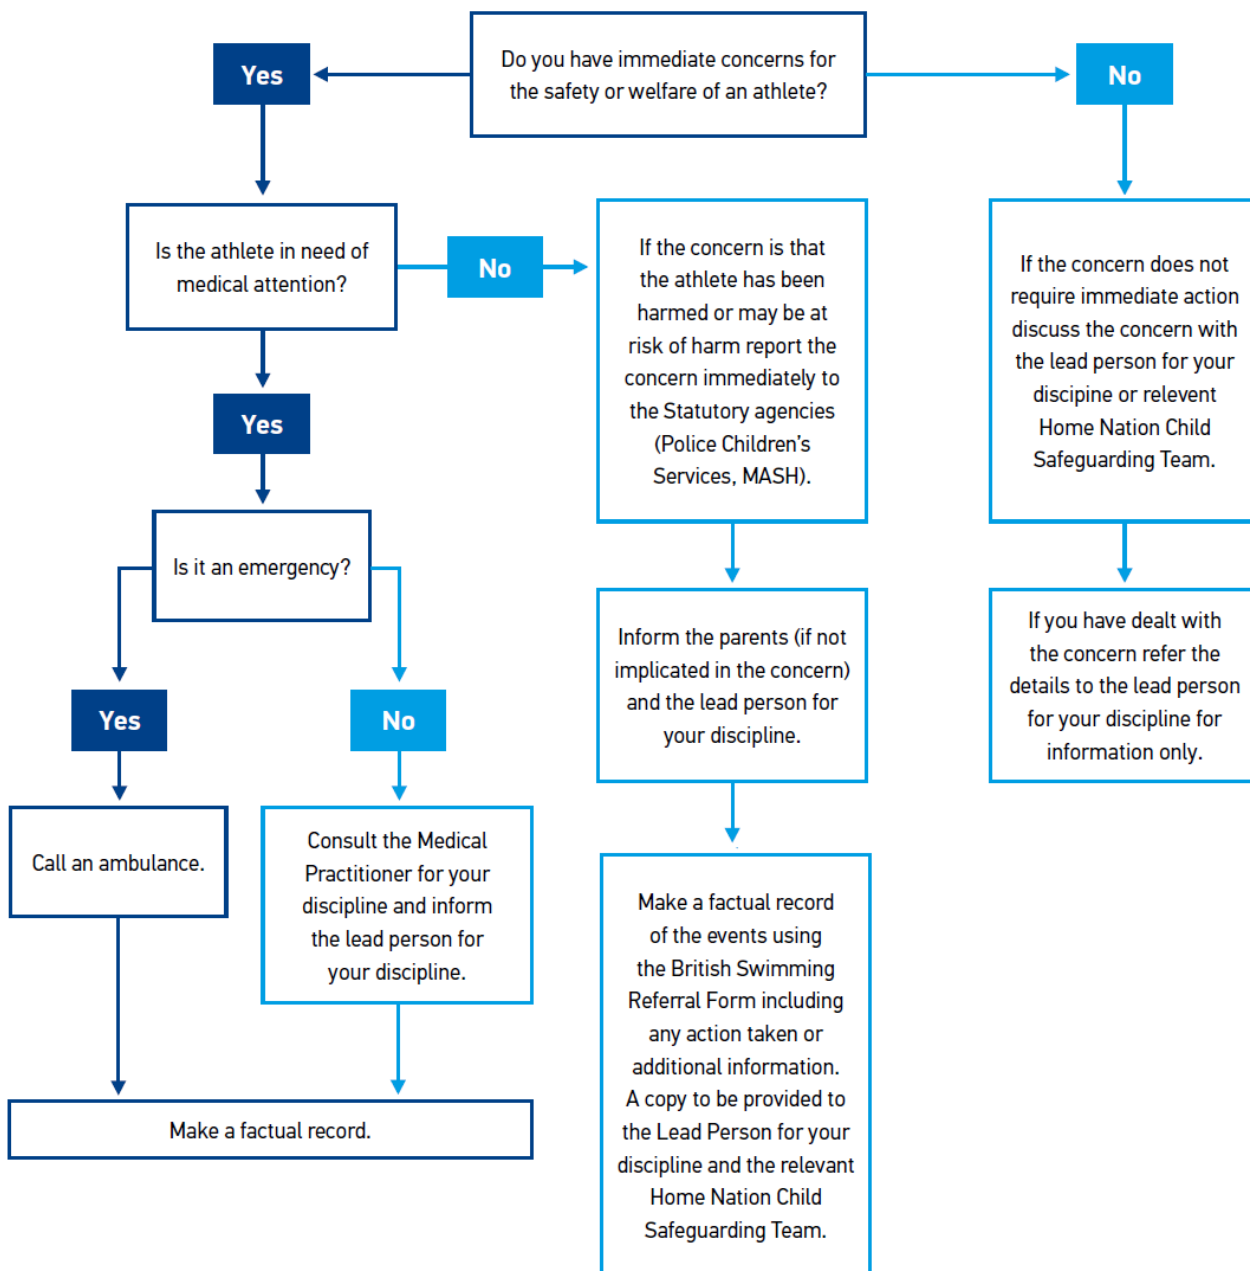 Do you have immediate concerns for
the safety or welfare of an athlete?
Yes
No
Is the athlete in need of
medical attention?
No
If the concern is that
the athlete has been
harmed or may be at
risk of harm report the
concern immediately to
the Statutory agencies
(Police Children's
Services, MASH).
If the concern does not
require immediate action
discuss the concern with
the lead person for your
discipine or relevent
Home Nation Child
Safeguarding Team.
Yes
Is it an emergency?
Inform the parents (if not
implicated in the concern)
and the lead person for
your discipline.
If you have dealt with
the concern refer the
details to the lead person
for your discipline for
information only.
Yes
No
Call an ambulance.
Consult the Medical
Practitioner for your
discipline and inform
the lead person for
your discipline.
Make a factual record
of the events using
the British Swimming
Referral Form including
any action taken or
additional information.
A copy to be provided to
the Lead Person for your
discipline and the relevant
Home Nation Child
Safeguarding Team.
Make a factual record.